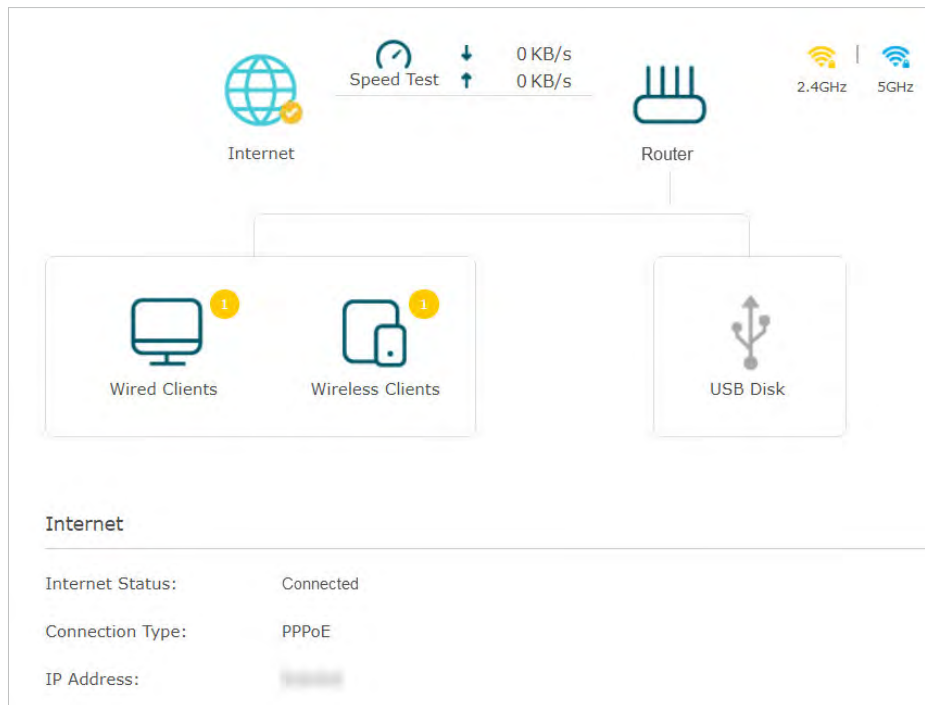 Speed Test
0 KB/s
0 KB/s
2.4GHz
5GHz
Internet
Router
1
1
Wired Clients
Wireless Clients
USB Disk
Internet
Internet Status: Connected
Connection Type: PPPoE
IP Address: